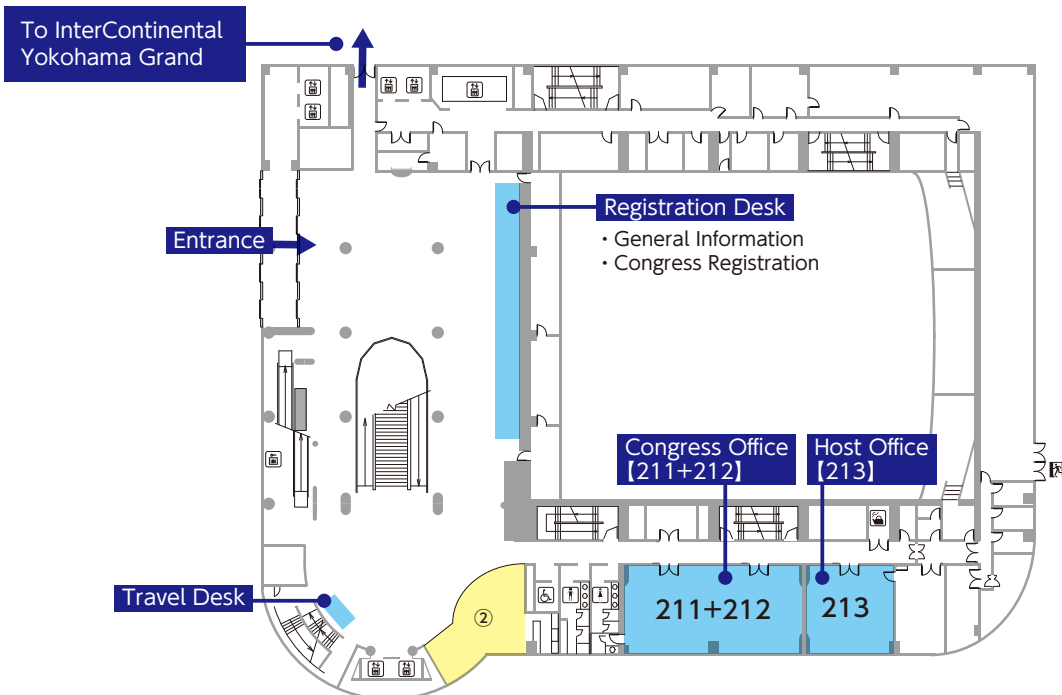 To InterContinental
Yokohama Grand
Registration Desk
・General Information
・Congress Registration
Entrance
Congress Office
【211+212】
Host Office
【213】
Travel Desk
②
211+212
213